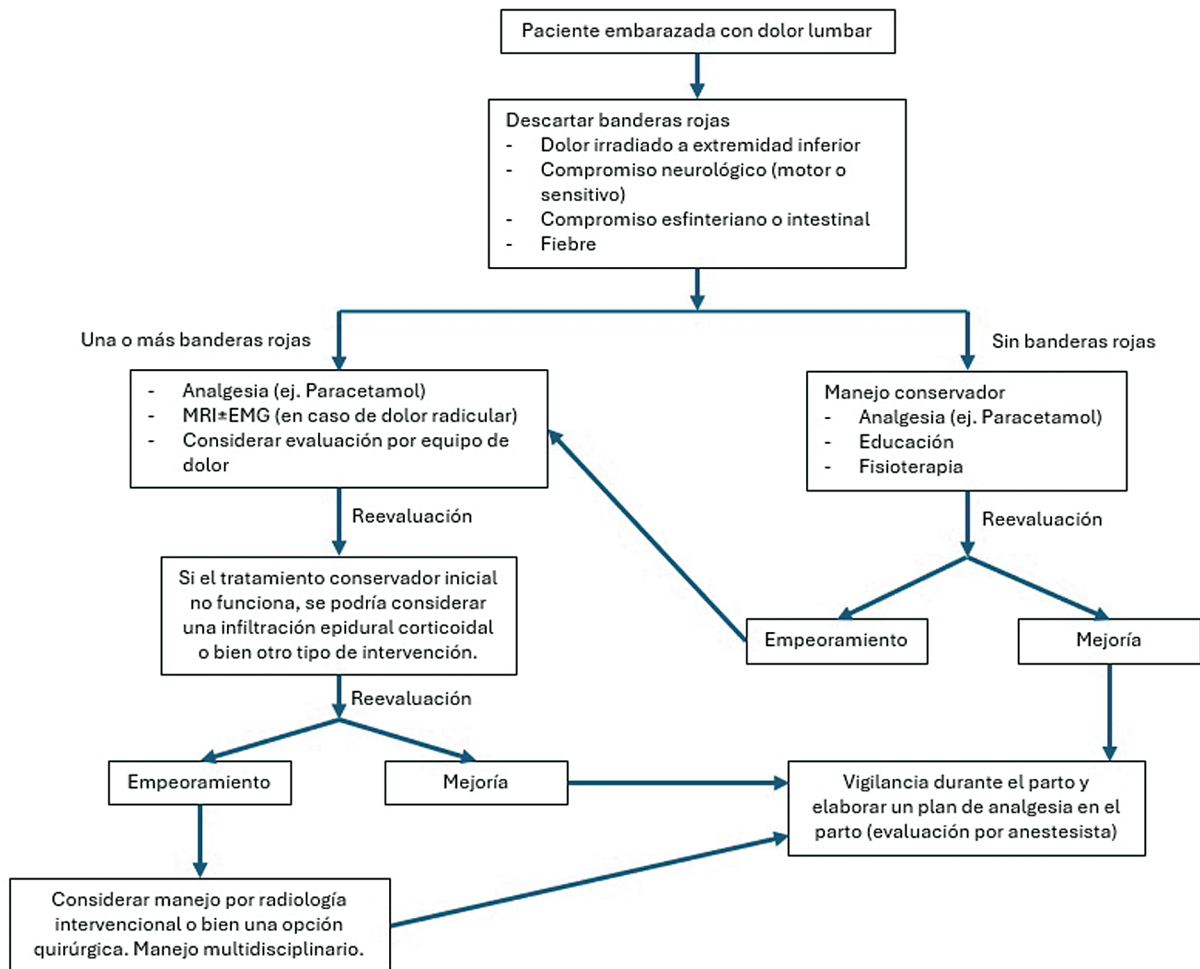 Paciente embarazada con dolor lumbar
Descartar banderas rojas
- Dolor irradiado a extremidad inferior
- Compromiso neurológico (motor o
sensitivo)
- Compromiso esfinteriano o intestinal
- Fiebre
Una o más banderas rojas
Sin banderas rojas
- Analgesia (ej. Paracetamol)
- MRI±EMG (en caso de dolor radicular)
- Considerar evaluación por equipo de
dolor
Manejo conservador
- Analgesia (ej. Paracetamol)
- Educación
- Fisioterapia
Reevaluación
Reevaluación
Si el tratamiento conservador inicial
no funciona, se podría considerar
una infiltración epidural corticoidal
o bien otro tipo de intervención.
Empeoramiento
Mejoría
Reevaluación
Empeoramiento
Mejoría
Vigilancia durante el parto y
elaborar un plan de analgesia en el
parto (evaluación por anestesista)
Considerar manejo por radiología
intervencional o bien una opción
quirúrgica. Manejo multidisciplinario.